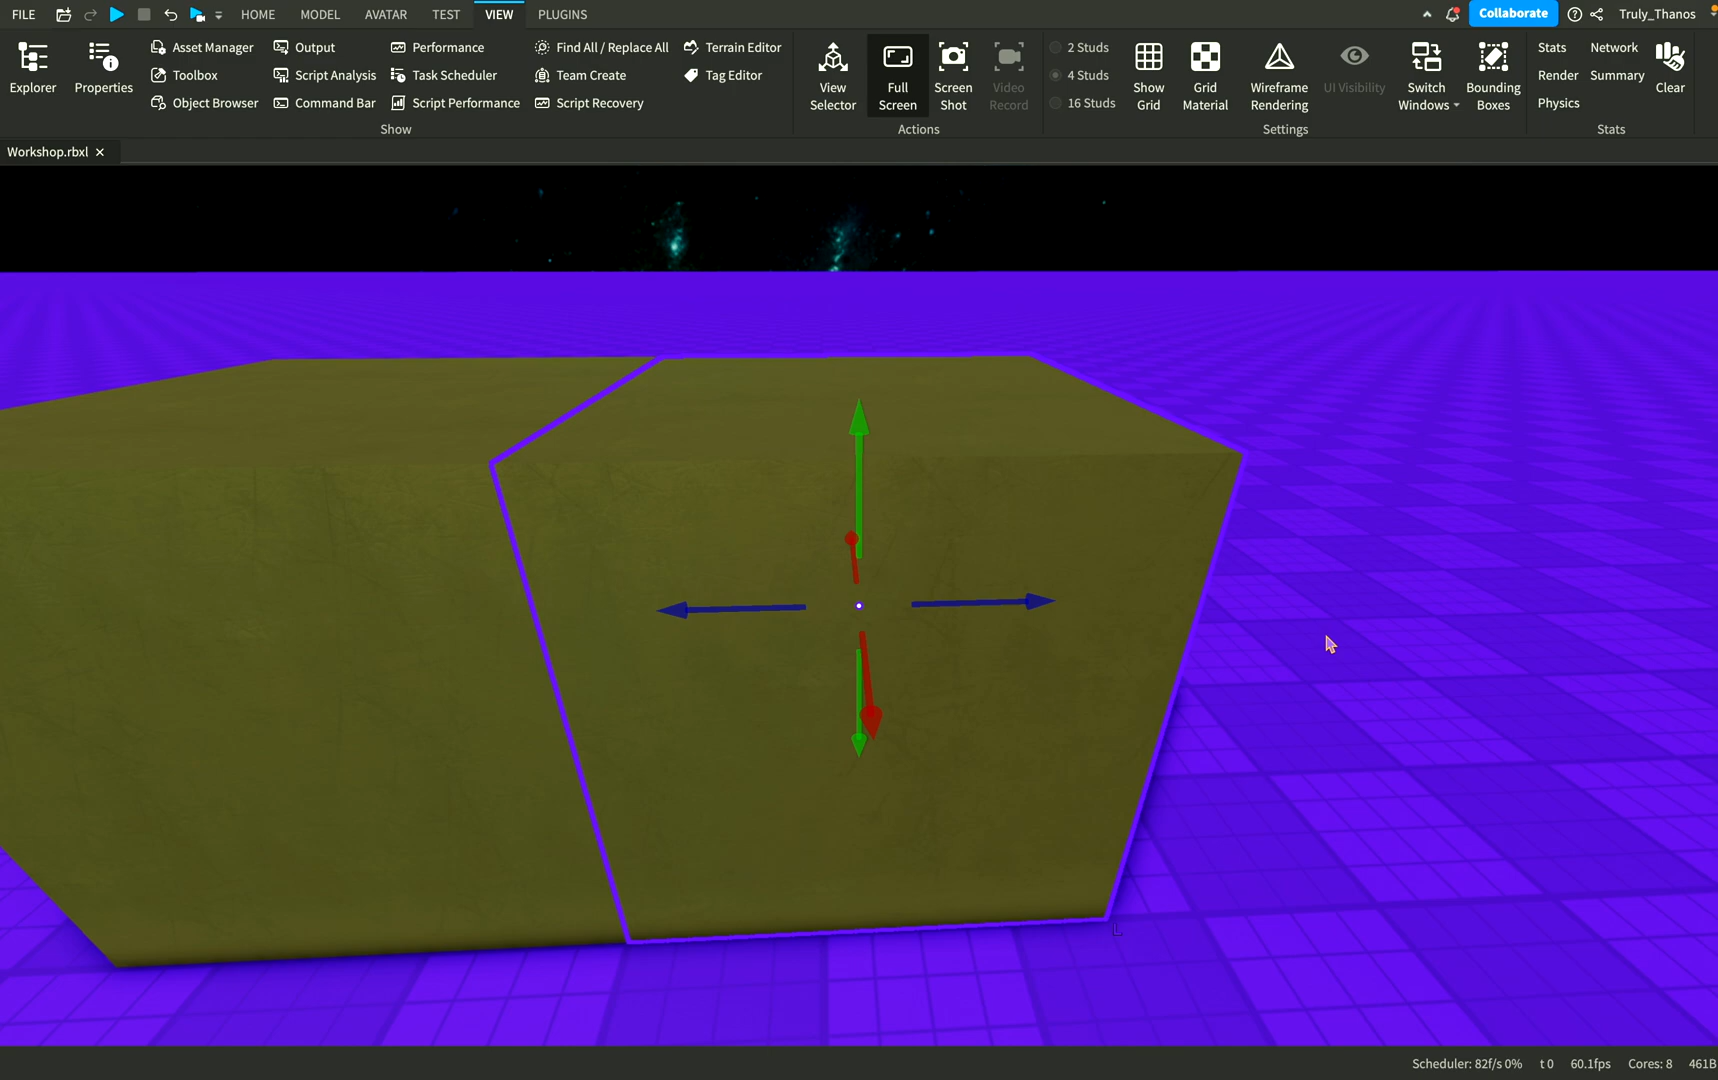 FILE HOME MODEL AVATAR TEST VIEW PLUGINS Collaborate Truly_Thanos
Explorer
Properties
Asset Manager
Toolbox
Object Browser
Output
Script Analysis
Command Bar
Performance
Task Scheduler
Script Performance
Find All / Replace All
Team Create
Script Recovery
Terrain Editor
Tag Editor
Show
View
Selector
Full
Screen
Screen
Shot
Video
Record
Actions
2 Studs
4 Studs
16 Studs
Show
Grid
Grid
Material
Wireframe
Rendering
UI Visibility
Switch
Windows
Bounding
Boxes
Settings
Stats
Render
Physics
Network
Summary
Clear
Stats
Workshop.rbxl
L
Scheduler: 82f/s 0% t 0 60.1fps Cores: 8 461B